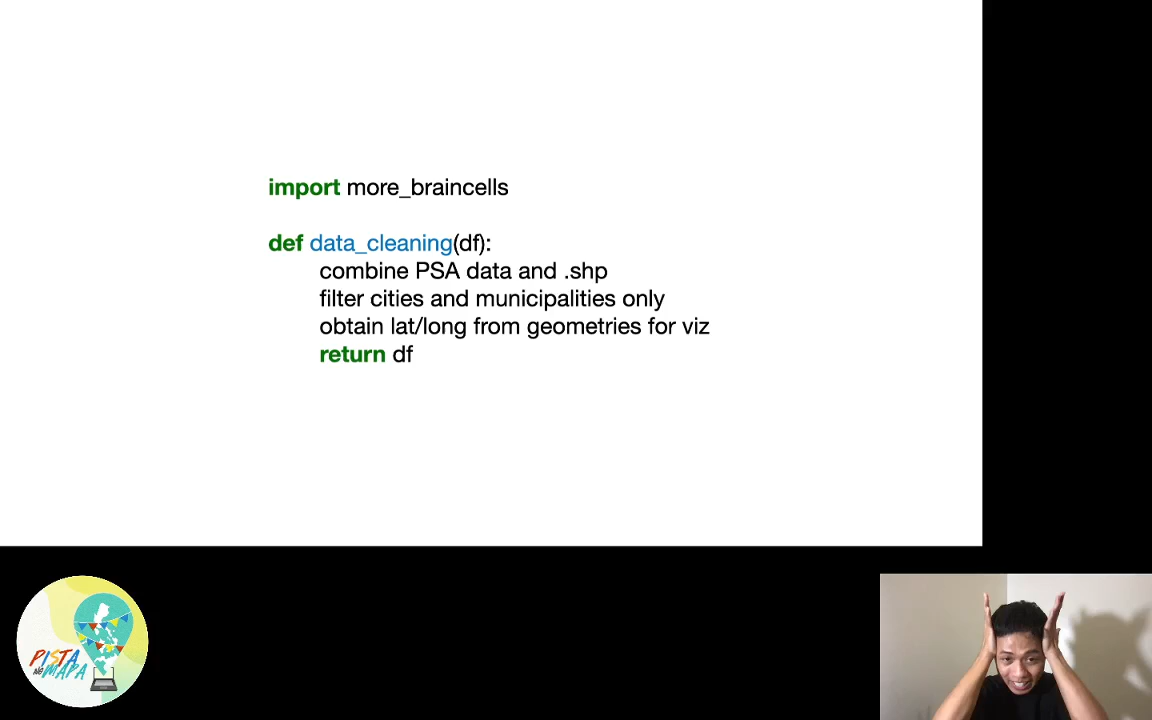 import more_braincells
def data_cleaning(df):
combine PSA data and .shp
filter cities and municipalities only
obtain lat/long from geometries for viz
return df
PISTA
NG MAPA